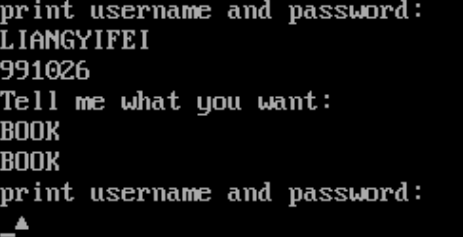 print username and password:
LIANGYIFEI
991026
Tell me what you want:
BOOK
BOOK
print username and password:
_▲